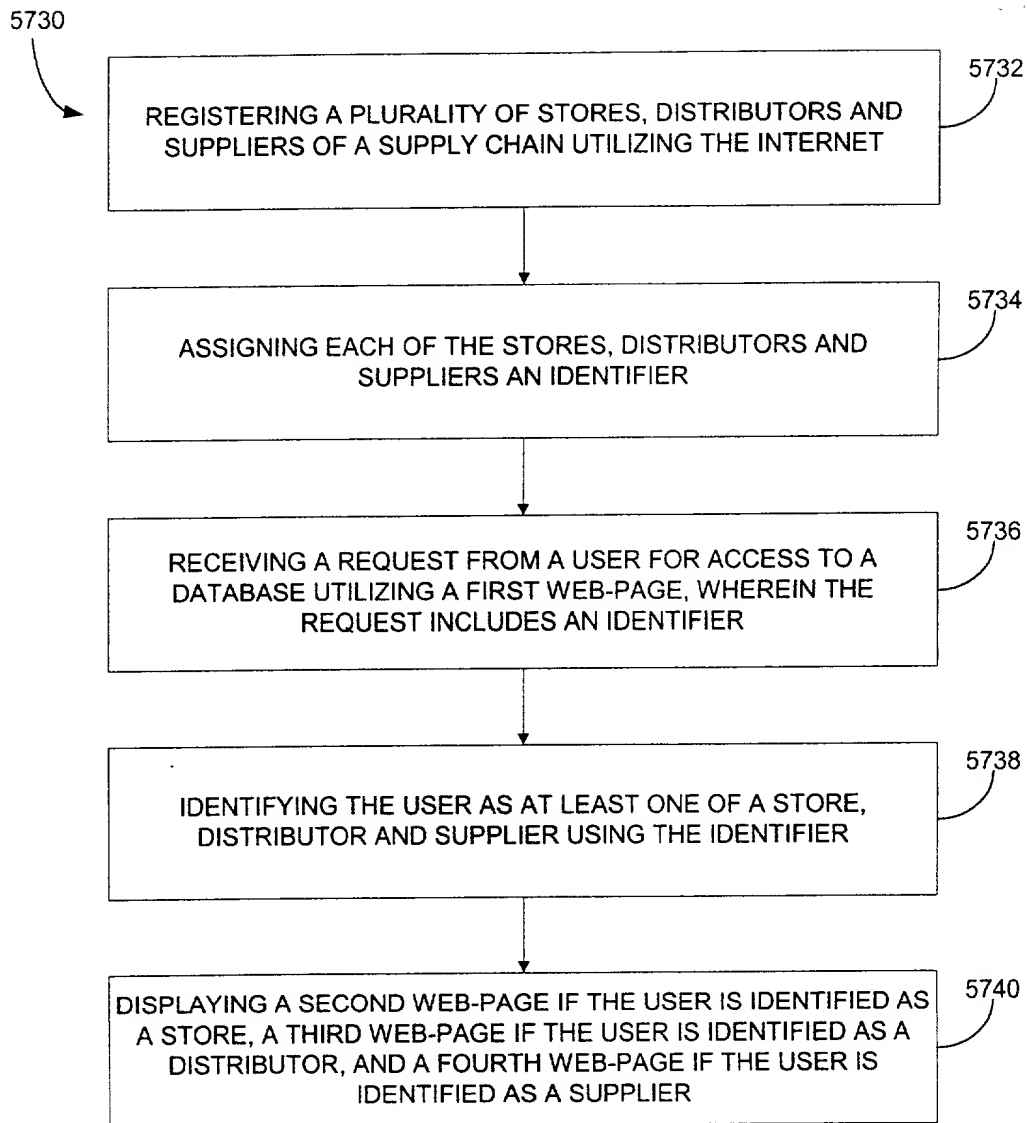 5730
5732
REGISTERING A PLURALITY OF STORES, DISTRIBUTORS AND
SUPPLIERS OF A SUPPLY CHAIN UTILIZING THE INTERNET
5734
ASSIGNING EACH OF THE STORES, DISTRIBUTORS AND
SUPPLIERS AN IDENTIFIER
5736
RECEIVING A REQUEST FROM A USER FOR ACCESS TO A
DATABASE UTILIZING A FIRST WEB-PAGE, WHEREIN THE
REQUEST INCLUDES AN IDENTIFIER
5738
IDENTIFYING THE USER AS AT LEAST ONE OF A STORE,
DISTRIBUTOR AND SUPPLIER USING THE IDENTIFIER
5740
DISPLAYING A SECOND WEB-PAGE IF THE USER IS IDENTIFIED AS
A STORE, A THIRD WEB-PAGE IF THE USER IS IDENTIFIED AS A
DISTRIBUTOR, AND A FOURTH WEB-PAGE IF THE USER IS
IDENTIFIED AS A SUPPLIER